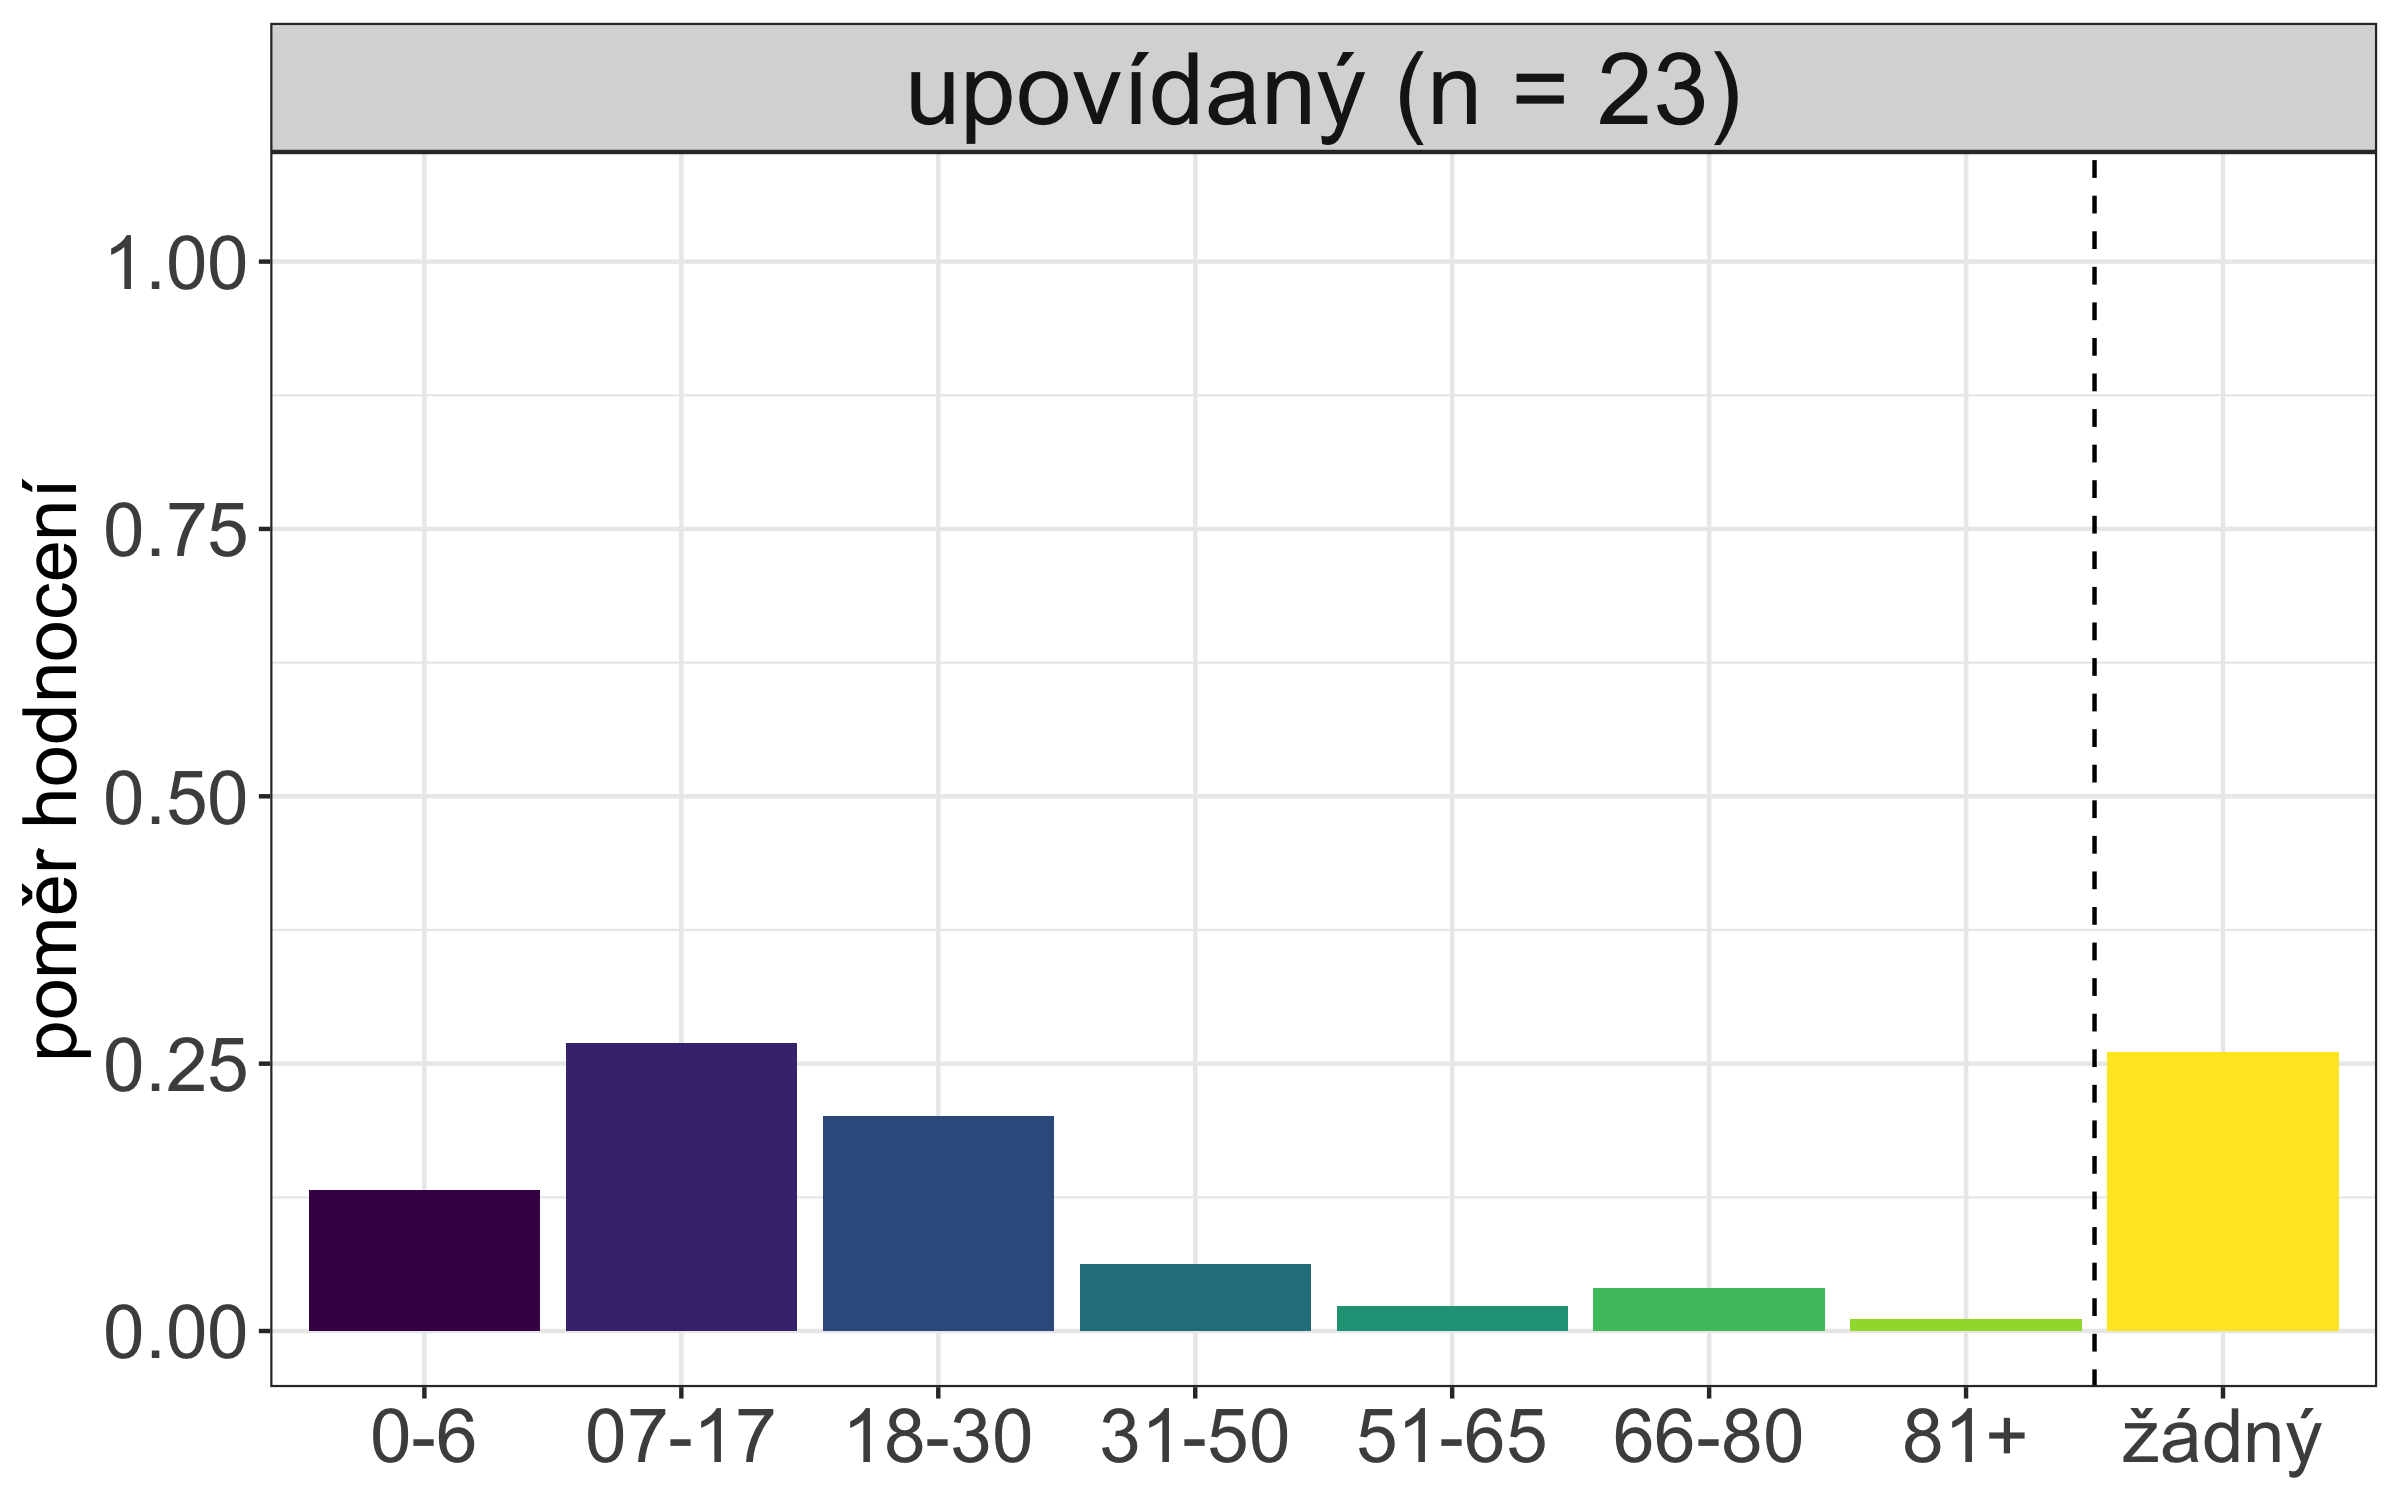 upovídaný (n = 23)
poměr hodnocení
1.00
0.75
0.50
0.25
0.00
0-6 07-17 18-30 31-50 51-65 66-80 81+ žádný